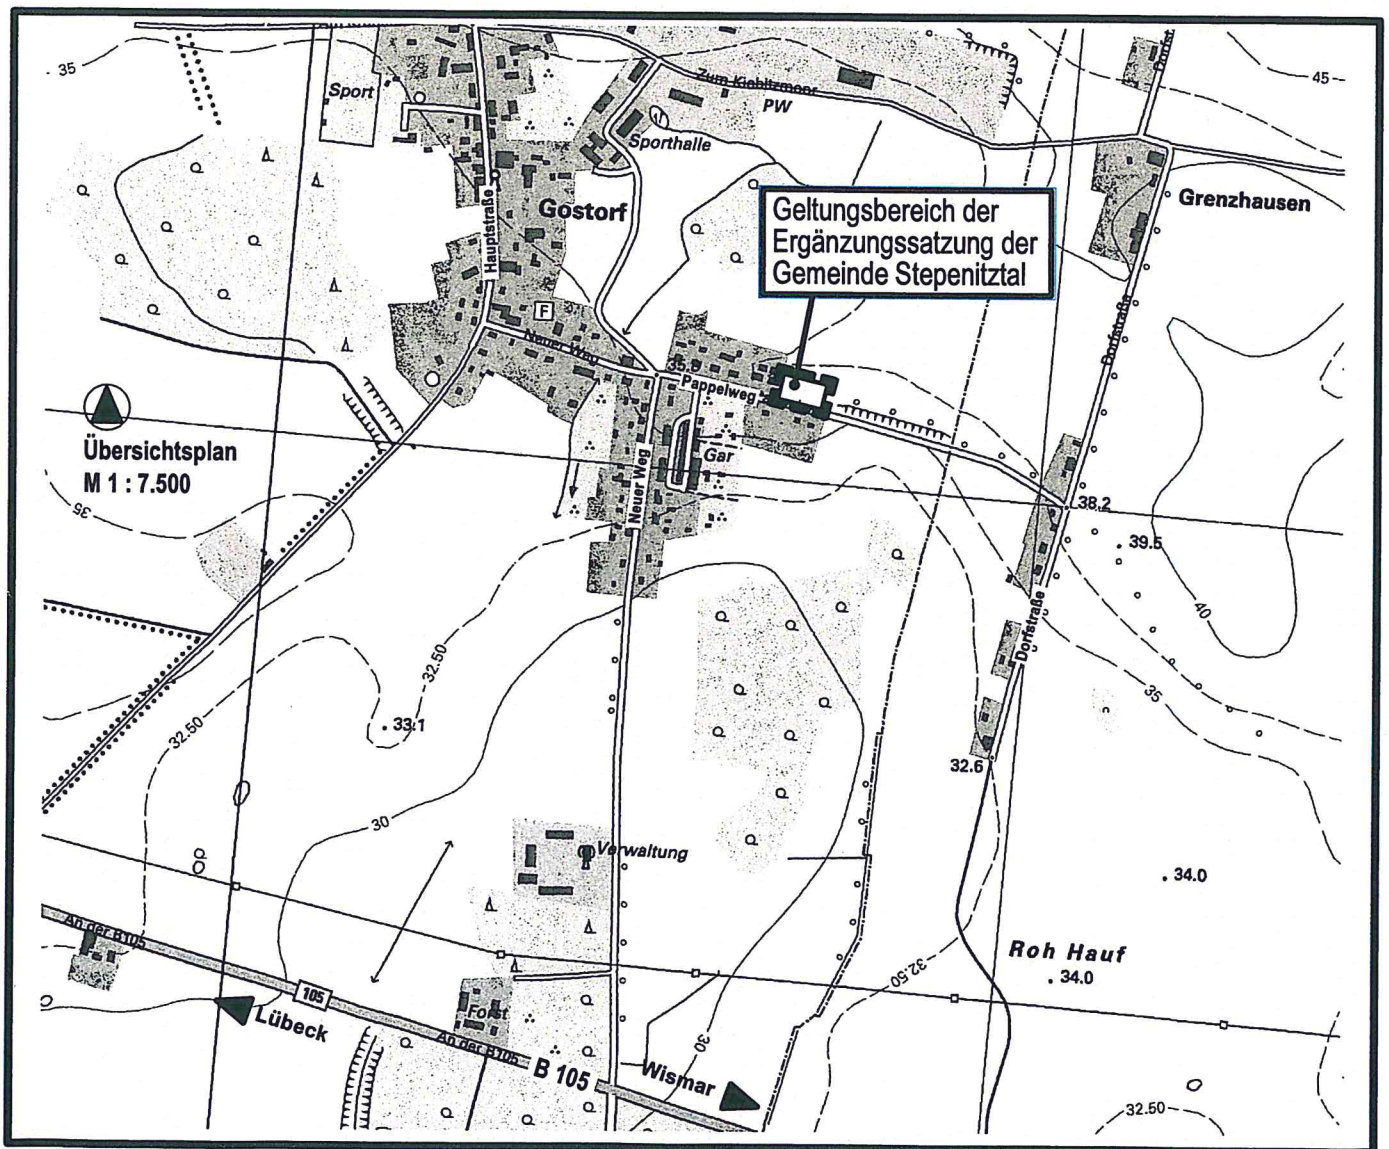 35
Sport
Zum Kiebitzmoor
PW
45
Sporthalle
Grenzhausen
Gostorf
Geltungsbereich der
Ergänzungssatzung der
Gemeinde Stepenitztal
Hauptstraße
F
Neuer Weg
Dorfstraße
Pappelweg
Übersichtsplan
M 1 : 7.500
Gar
Neuer Weg
35
38.2
39.5
40
Dorfstraße
32.50
35
32.50
33.1
32.6
30
Verwaltung
34.0
An der B105
Roh Hauf
34.0
32.50
105
Lübeck
Forst
An der B105
B 105
30
Wismar
32.50